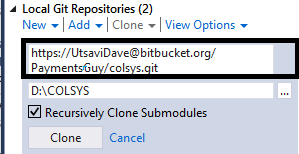 Local Git Repositories (2)
New Add Clone View Options
https://UtsaviDave@bitbucket.org/
PaymentsGuy/colsys.git
D:\COLSYS ...
Recursively Clone Submodules
Clone Cancel